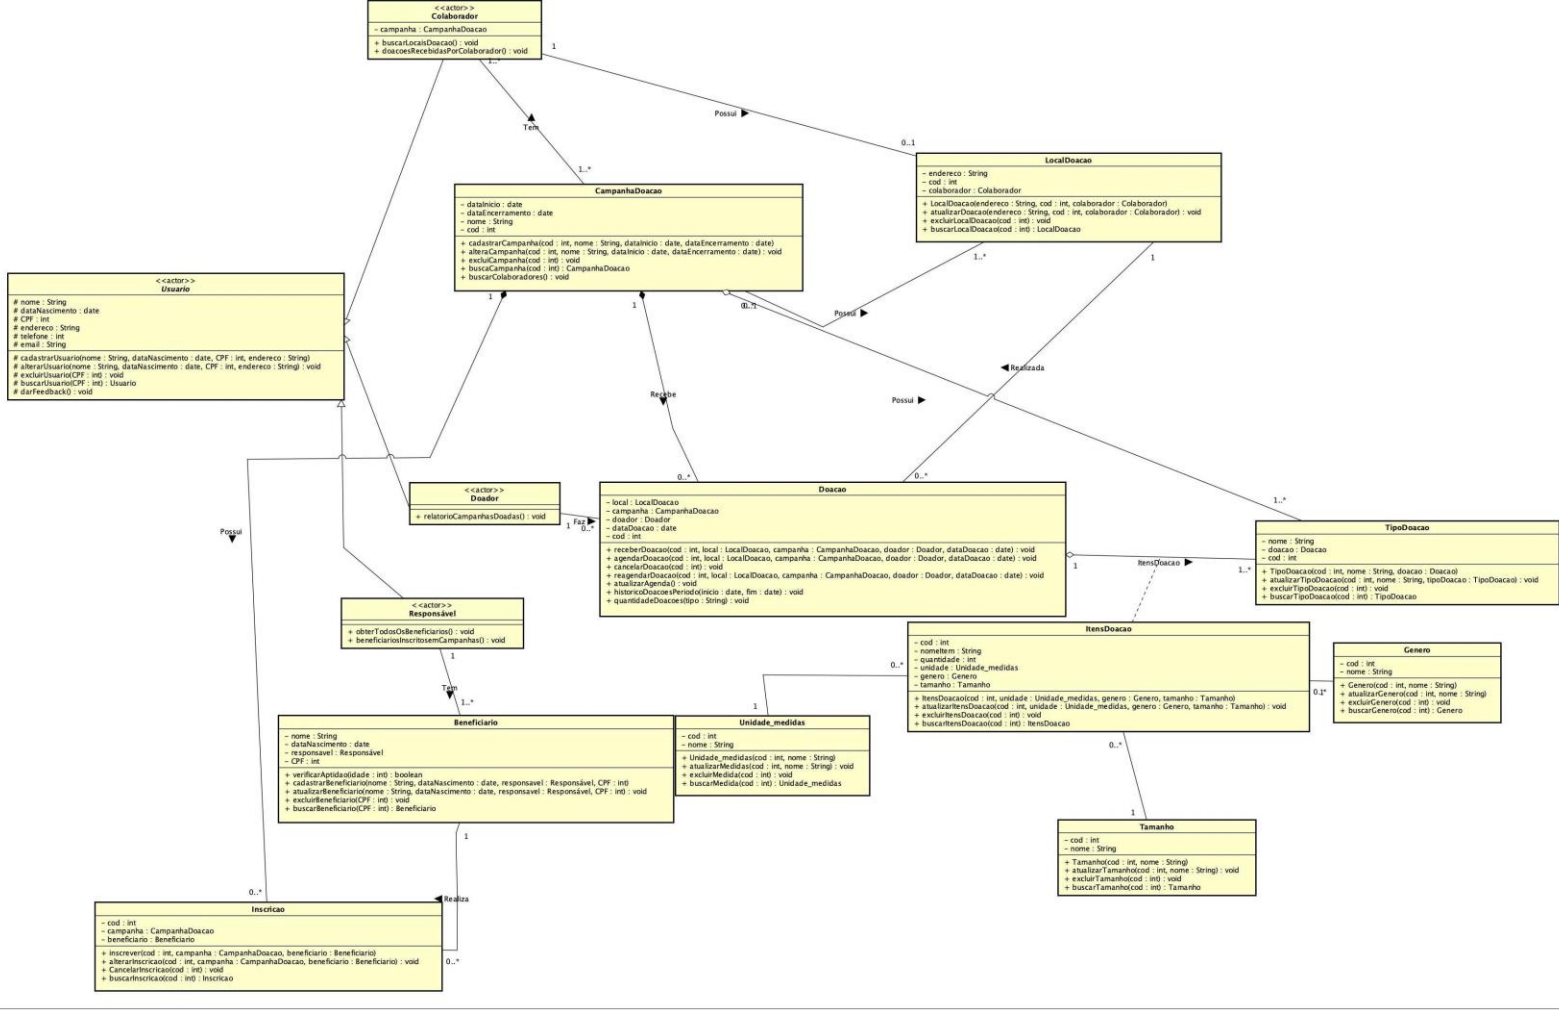 <<actor>>
Colaborador
- campanha : CampanhaDoacao
+ buscarLocaisDoacao() : void
+ doacoesRecebidasPorColaborador() : void
1..*
1
Possui
0..1
Tem
1..*
LocalDoacao
- endereco : String
- cod : int
- colaborador : Colaborador
+ LocalDoacao(endereco : String, cod : int, colaborador : Colaborador)
+ atualizarDoacao(endereco : String, cod : int, colaborador : Colaborador) : void
+ excluirLocalDoacao(cod : int) : void
+ buscarLocalDoacao(cod : int) : LocalDoacao
1..*
1
CampanhaDoacao
- dataInicio : date
- dataEncerramento : date
- nome : String
- cod : int
+ cadastrarCampanha(cod : int, nome : String, dataInicio : date, dataEncerramento : date)
+ alteraCampanha(cod : int, nome : String, dataInicio : date, dataEncerramento : date) : void
+ excluiCampanha(cod : int) : void
+ buscaCampanha(cod : int) : CampanhaDoacao
+ buscarColaboradores() : void
1
1
Possui
<<actor>>
Usuario
# nome : String
# dataNascimento : date
# CPF : int
# endereco : String
# telefone : int
# email : String
# cadastrarUsuario(nome : String, dataNascimento : date, CPF : int, endereco : String)
# alterarUsuario(nome : String, dataNascimento : date, CPF : int, endereco : String) : void
# excluirUsuario(CPF : int) : void
# buscarUsuario(CPF : int) : Usuario
# darFeedback() : void
Realizada
Recebe
Possui
0..*
0..*
1..*
<<actor>>
Doador
+ relatorioCampanhasDoadas() : void
1
Faz
0..*
Doacao
- local : LocalDoacao
- campanha : CampanhaDoacao
- doador : Doador
- dataDoacao : date
- cod : int
+ receberDoacao(cod : int, local : LocalDoacao, campanha : CampanhaDoacao, doador : Doador, dataDoacao : date) : void
+ agendarDoacao(cod : int, local : LocalDoacao, campanha : CampanhaDoacao, doador : Doador, dataDoacao : date) : void
+ cancelarDoacao(cod : int) : void
+ reagendarDoacao(cod : int, local : LocalDoacao, campanha : CampanhaDoacao, doador : Doador, dataDoacao : date) : void
+ atualizarAgenda() : void
+ historicoDoacoesPeriodo(inicio : date, fim : date) : void
+ quantidadeDoacoes(tipo : String) : void
1
ItensDoacao
1..*
TipoDoacao
- nome : String
- doacao : Doacao
- cod : int
+ TipoDoacao(cod : int, nome : String, doacao : Doacao)
+ atualizarTipoDoacao(cod : int, nome : String, tipoDoacao : TipoDoacao) : void
+ excluirTipoDoacao(cod : int) : void
+ buscarTipoDoacao(cod : int) : TipoDoacao
Possui
<<actor>>
Responsável
+ obterTodosOsBeneficiarios() : void
+ beneficiariosInscritosemCampanhas() : void
1
Tem
1..*
ItensDoacao
- cod : int
- nomeItem : String
- quantidade : int
- unidade : Unidade_medidas
- genero : Genero
- tamanho : Tamanho
+ ItensDoacao(cod : int, unidade : Unidade_medidas, genero : Genero, tamanho : Tamanho)
+ atualizarItensDoacao(cod : int, unidade : Unidade_medidas, genero : Genero, tamanho : Tamanho) : void
+ excluirItensDoacao(cod : int) : void
+ buscarItensDoacao(cod : int) : ItensDoacao
0..*
1
0..*
Genero
- cod : int
- nome : String
+ Genero(cod : int, nome : String)
+ atualizarGenero(cod : int, nome : String)
+ excluirGenero(cod : int) : void
+ buscarGenero(cod : int) : Genero
Beneficiario
- nome : String
- dataNascimento : date
- responsavel : Responsável
- CPF : int
+ verificarAptidao(idade : int) : boolean
+ cadastrarBeneficiario(nome : String, dataNascimento : date, responsavel : Responsável, CPF : int)
+ atualizarBeneficiario(nome : String, dataNascimento : date, responsavel : Responsável, CPF : int) : void
+ excluirBeneficiario(CPF : int) : void
+ buscarBeneficiario(CPF : int) : Beneficiario
1
Unidade_medidas
- cod : int
- nome : String
+ Unidade_medidas(cod : int, nome : String)
+ atualizarMedidas(cod : int, nome : String) : void
+ excluirMedida(cod : int) : void
+ buscarMedida(cod : int) : Unidade_medidas
1
Tamanho
- cod : int
- nome : String
+ Tamanho(cod : int, nome : String)
+ atualizarTamanho(cod : int, nome : String) : void
+ excluirTamanho(cod : int) : void
+ buscarTamanho(cod : int) : Tamanho
0..*
Realiza
Inscricao
- cod : int
- campanha : CampanhaDoacao
- beneficiario : Beneficiario
+ inscrever(cod : int, campanha : CampanhaDoacao, beneficiario : Beneficiario)
+ alterarInscricao(cod : int, campanha : CampanhaDoacao, beneficiario : Beneficiario) : void
+ CancelarInscricao(cod : int) : void
+ buscarInscricao(cod : int) : Inscricao
0..*